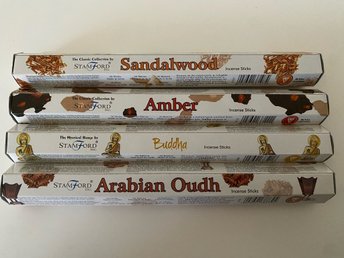 The Classic Collection by
STAMFORD
Sandalwood
Incense Sticks
The Classic Collection by
STAMFORD
Amber
Incense Sticks
The Mystical Range by
STAMFORD
Buddha
Incense Sticks
STAMFORD
Arabian Oudh
Incense Sticks